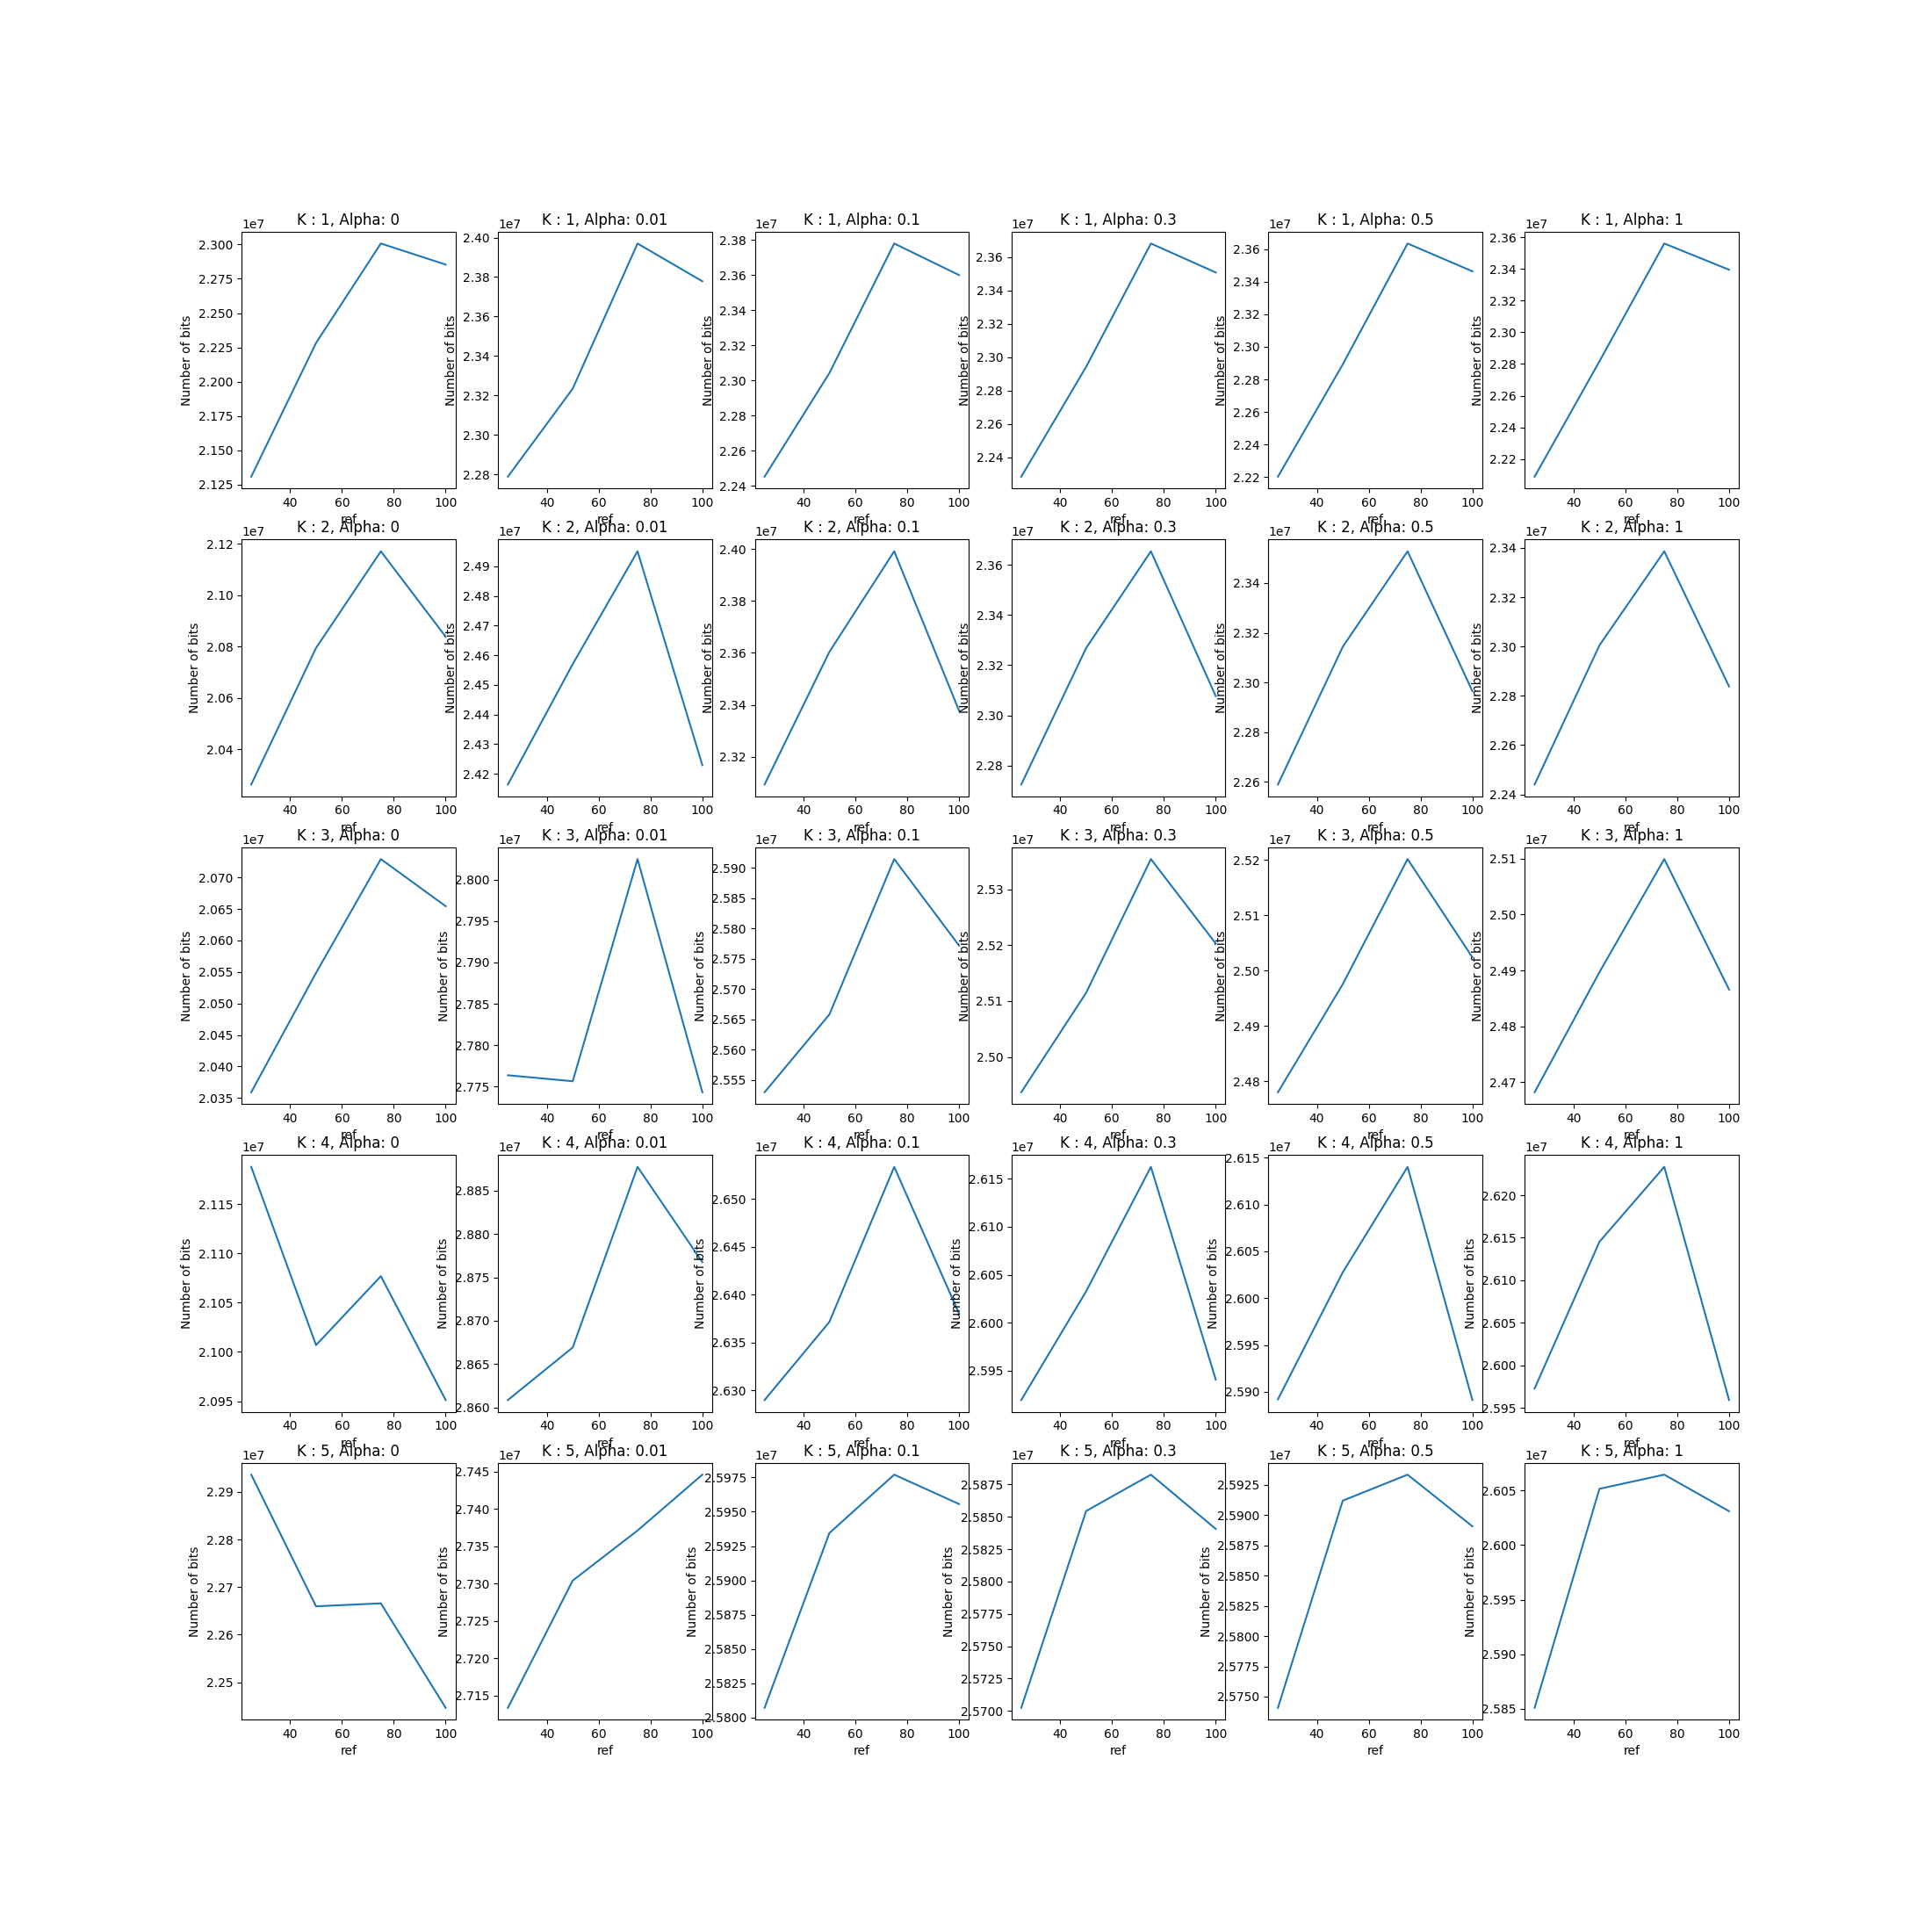 1e7
K : 1, Alpha: 0
2.300
2.275
2.250
2.225
2.200
2.175
2.150
2.125
Number of bits
40 60 80 100
ref
1e7
K : 1, Alpha: 0.01
2.40
2.38
2.36
2.34
2.32
2.30
2.28
Number of bits
40 60 80 100
ref
1e7
K : 1, Alpha: 0.1
2.38
2.36
2.34
2.32
2.30
2.28
2.26
2.24
Number of bits
40 60 80 100
ref
1e7
K : 1, Alpha: 0.3
2.36
2.34
2.32
2.30
2.28
2.26
2.24
Number of bits
40 60 80 100
ref
1e7
K : 1, Alpha: 0.5
2.36
2.34
2.32
2.30
2.28
2.26
2.24
2.22
Number of bits
40 60 80 100
ref
1e7
K : 1, Alpha: 1
2.36
2.34
2.32
2.30
2.28
2.26
2.24
2.22
Number of bits
40 60 80 100
ref
1e7
K : 2, Alpha: 0
2.12
2.10
2.08
2.06
2.04
Number of bits
40 60 80 100
ref
1e7
K : 2, Alpha: 0.01
2.49
2.48
2.47
2.46
2.45
2.44
2.43
2.42
Number of bits
40 60 80 100
ref
1e7
K : 2, Alpha: 0.1
2.40
2.38
2.36
2.34
2.32
Number of bits
40 60 80 100
ref
1e7
K : 2, Alpha: 0.3
2.36
2.34
2.32
2.30
2.28
Number of bits
40 60 80 100
ref
1e7
K : 2, Alpha: 0.5
2.34
2.32
2.30
2.28
2.26
Number of bits
40 60 80 100
ref
1e7
K : 2, Alpha: 1
2.34
2.32
2.30
2.28
2.26
2.24
Number of bits
40 60 80 100
ref
1e7
K : 3, Alpha: 0
2.070
2.065
2.060
2.055
2.050
2.045
2.040
2.035
Number of bits
40 60 80 100
ref
1e7
K : 3, Alpha: 0.01
2.800
2.795
2.790
2.785
2.780
2.775
Number of bits
40 60 80 100
ref
1e7
K : 3, Alpha: 0.1
2.590
2.585
2.580
2.575
2.570
2.565
2.560
2.555
Number of bits
40 60 80 100
ref
1e7
K : 3, Alpha: 0.3
2.53
2.52
2.51
2.50
Number of bits
40 60 80 100
ref
1e7
K : 3, Alpha: 0.5
2.52
2.51
2.50
2.49
2.48
Number of bits
40 60 80 100
ref
1e7
K : 3, Alpha: 1
2.51
2.50
2.49
2.48
2.47
Number of bits
40 60 80 100
ref
1e7
K : 4, Alpha: 0
2.115
2.110
2.105
2.100
2.095
Number of bits
40 60 80 100
ref
1e7
K : 4, Alpha: 0.01
2.885
2.880
2.875
2.870
2.865
2.860
Number of bits
40 60 80 100
ref
1e7
K : 4, Alpha: 0.1
2.650
2.645
2.640
2.635
2.630
Number of bits
40 60 80 100
ref
1e7
K : 4, Alpha: 0.3
2.615
2.610
2.605
2.600
2.595
Number of bits
40 60 80 100
ref
1e7
K : 4, Alpha: 0.5
2.615
2.610
2.605
2.600
2.595
2.590
Number of bits
40 60 80 100
ref
1e7
K : 4, Alpha: 1
2.620
2.615
2.610
2.605
2.600
2.595
Number of bits
40 60 80 100
ref
1e7
K : 5, Alpha: 0
2.29
2.28
2.27
2.26
2.25
Number of bits
40 60 80 100
ref
1e7
K : 5, Alpha: 0.01
2.745
2.740
2.735
2.730
2.725
2.720
2.715
Number of bits
40 60 80 100
ref
1e7
K : 5, Alpha: 0.1
2.5975
2.5950
2.5925
2.5900
2.5875
2.5850
2.5825
2.5800
Number of bits
40 60 80 100
ref
1e7
K : 5, Alpha: 0.3
2.5875
2.5850
2.5825
2.5800
2.5775
2.5750
2.5725
2.5700
Number of bits
40 60 80 100
ref
1e7
K : 5, Alpha: 0.5
2.5925
2.5900
2.5875
2.5850
2.5825
2.5800
2.5775
2.5750
Number of bits
40 60 80 100
ref
1e7
K : 5, Alpha: 1
2.605
2.600
2.595
2.590
2.585
Number of bits
40 60 80 100
ref